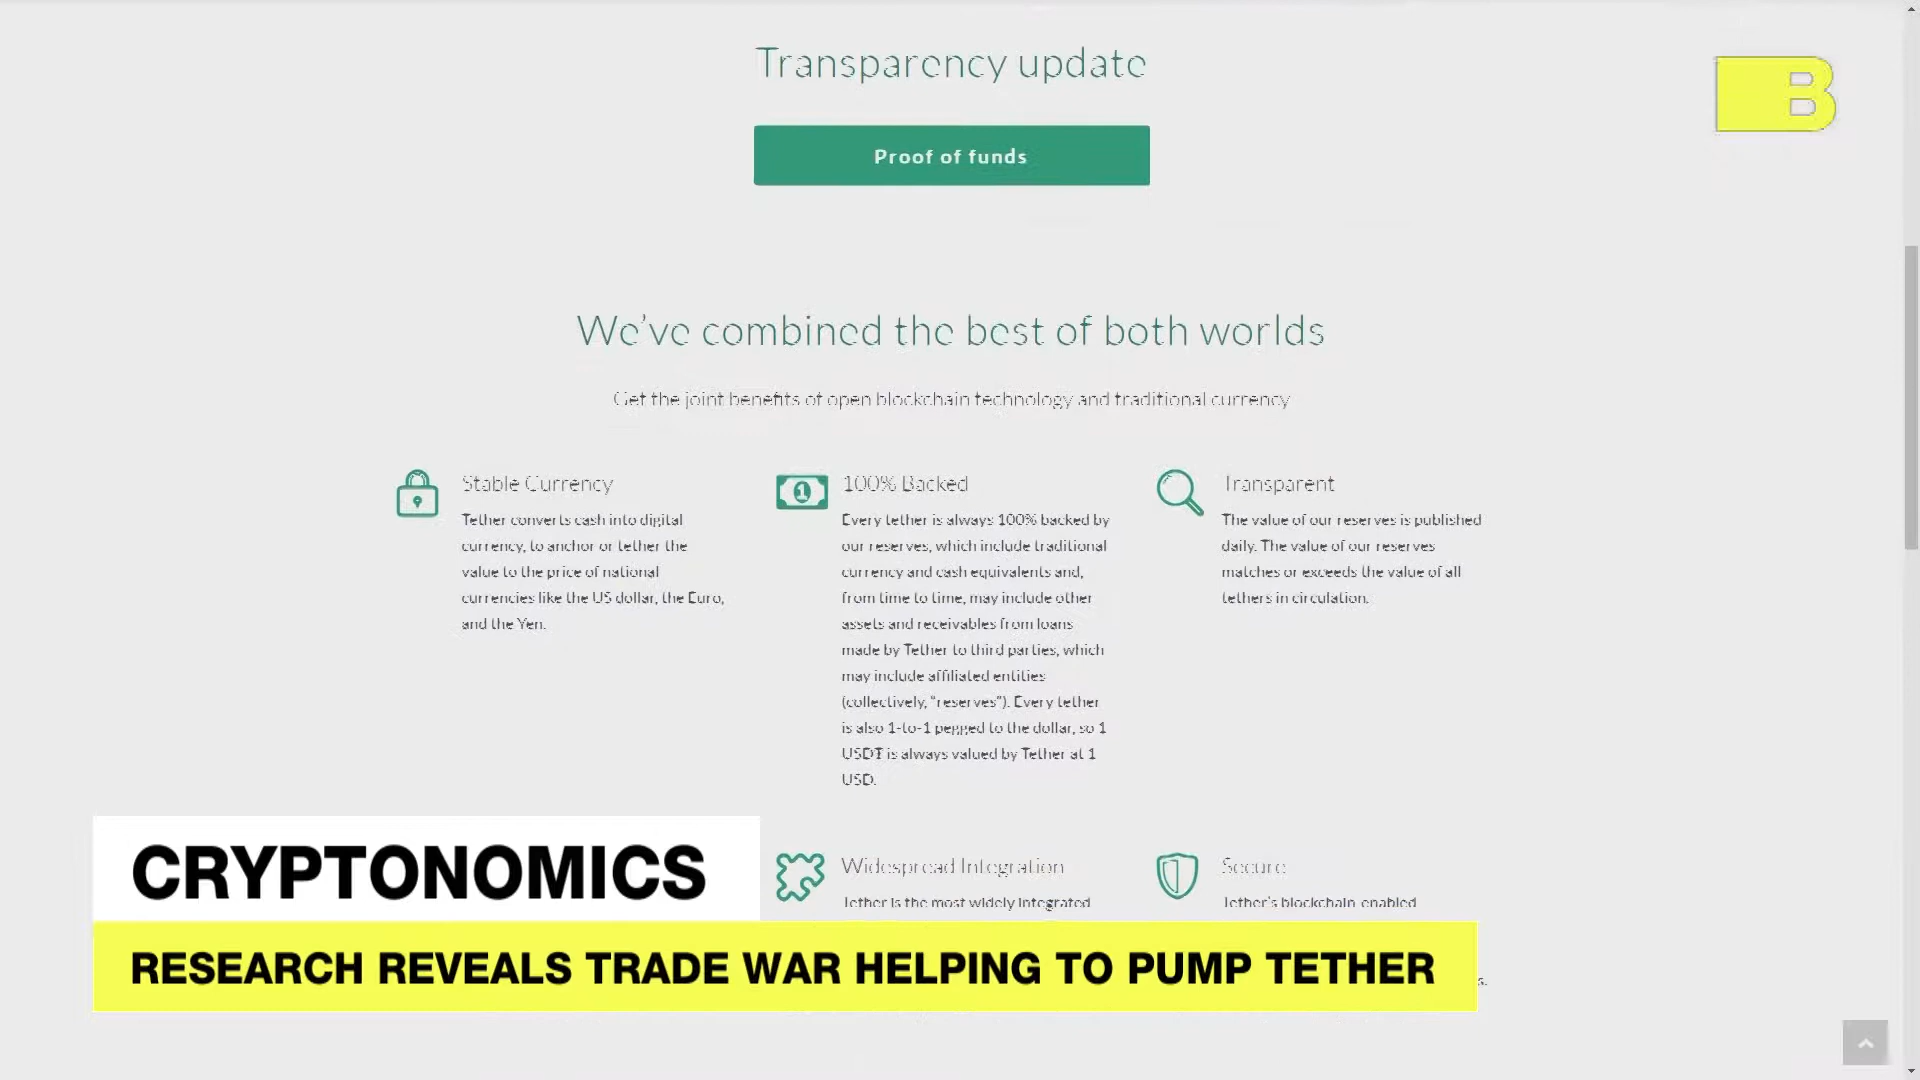 Transparency update
B
Proof of funds
We've combined the best of both worlds
Get the joint benefits of open blockchain technology and traditional currency
Stable Currency
Tether converts cash into digital
currency, to anchor or tether the
value to the price of national
currencies like the US dollar, the Euro,
and the Yen.
100% Backed
Every tether is always 100% backed by
our reserves, which include traditional
currency and cash equivalents and,
from time to time, may include other
assets and receivables from loans
made by Tether to third parties, which
may include affiliated entities
(collectively, “reserves”). Every tether
is also 1-to-1 pegged to the dollar, so 1
USD₮ is always valued by Tether at 1
USD.
Transparent
The value of our reserves is published
daily. The value of our reserves
matches or exceeds the value of all
tethers in circulation.
Widespread Integration
Tether is the most widely integrated
Secure
Tether's blockchain-enabled
CRYPTONOMICS
RESEARCH REVEALS TRADE WAR HELPING TO PUMP TETHER